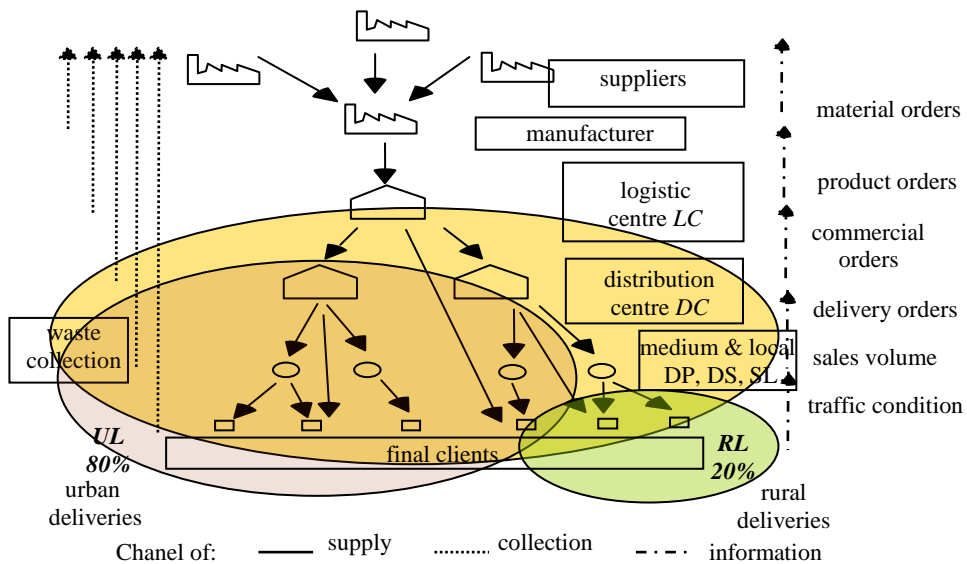 suppliers
material orders
manufacturer
product orders
logistic
centre LC
commercial
orders
distribution
centre DC
delivery orders
waste
collection
medium & local
DP, DS, SL
sales volume
traffic condition
UL
80%
urban
deliveries
final clients
RL
20%
rural
deliveries
Chanel of:
supply
collection
information